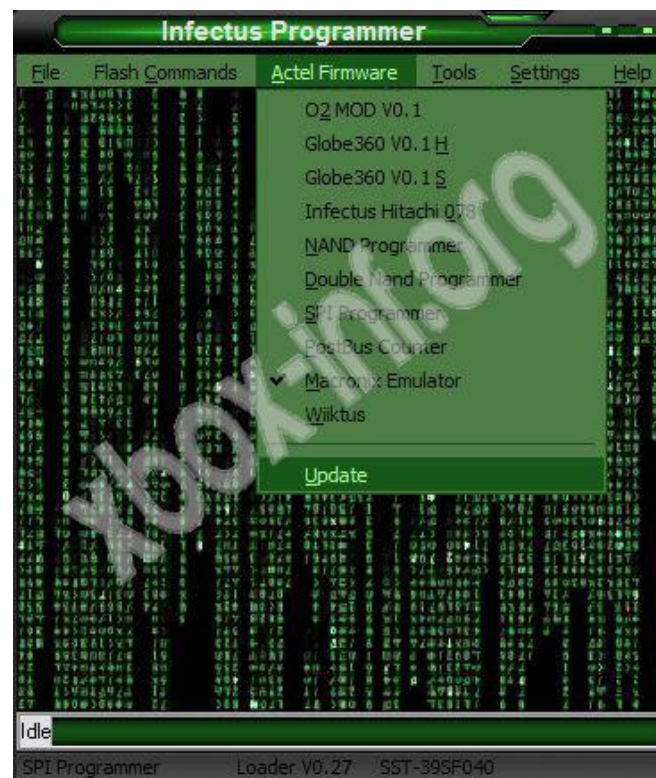 Infectus Programmer
File Flash Commands Actel Firmware Tools Settings Help
O2 MOD V0.1
Globe360 V0.1 H
Globe360 V0.1 S
Infectus Hitachi 078
NAND Programmer
Double Nand Programmer
SPI Programmer
PostBus Counter
Macronix Emulator
Wiiktus
Update
xbox-inf.org
Idle
SPI Programmer Loader V0.27 SST-39SF040